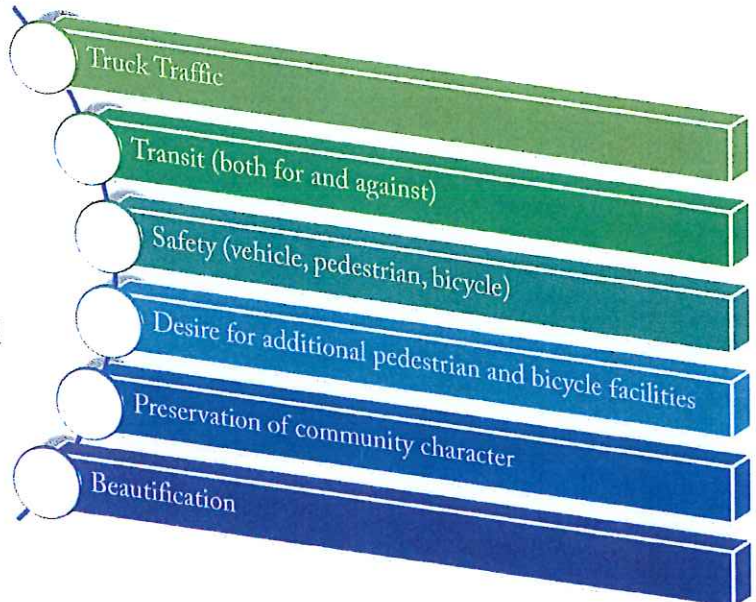 Truck Traffic
Transit (both for and against)
Safety (vehicle, pedestrian, bicycle)
Desire for additional pedestrian and bicycle facilities
Preservation of community character
Beautification